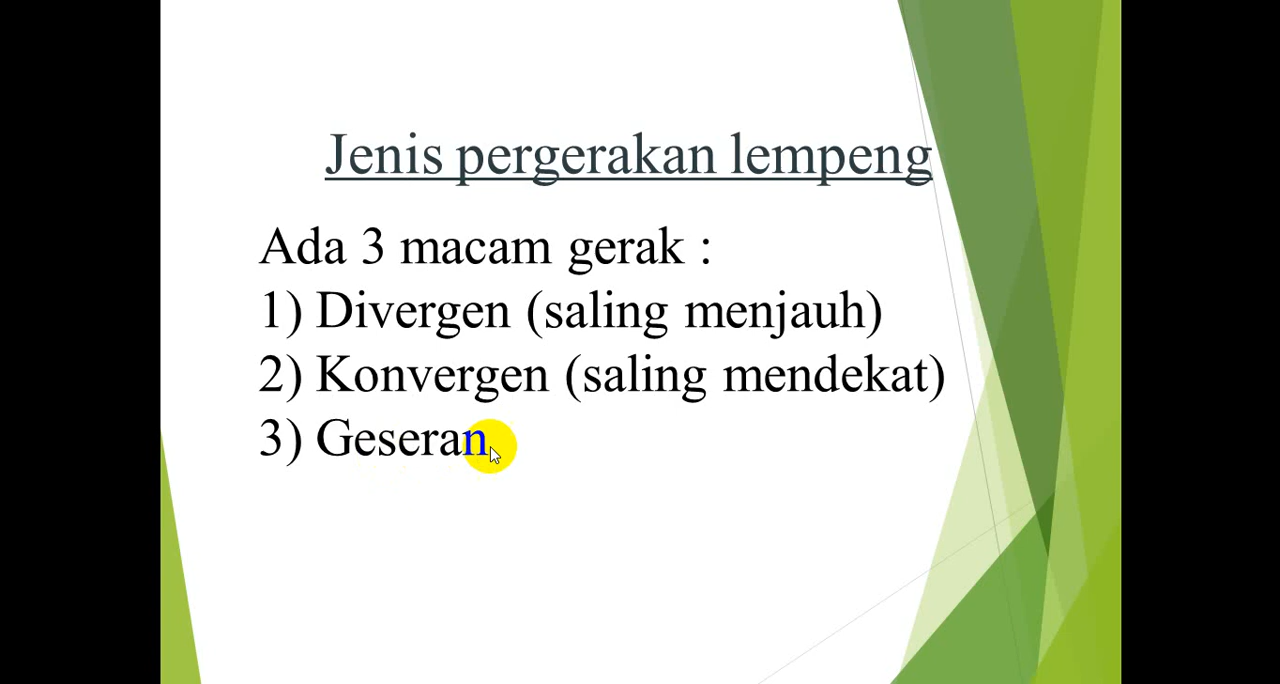 Jenis pergerakan lempeng
Ada 3 macam gerak :
1) Divergen (saling menjauh)
2) Konvergen (saling mendekat)
3) Geseran